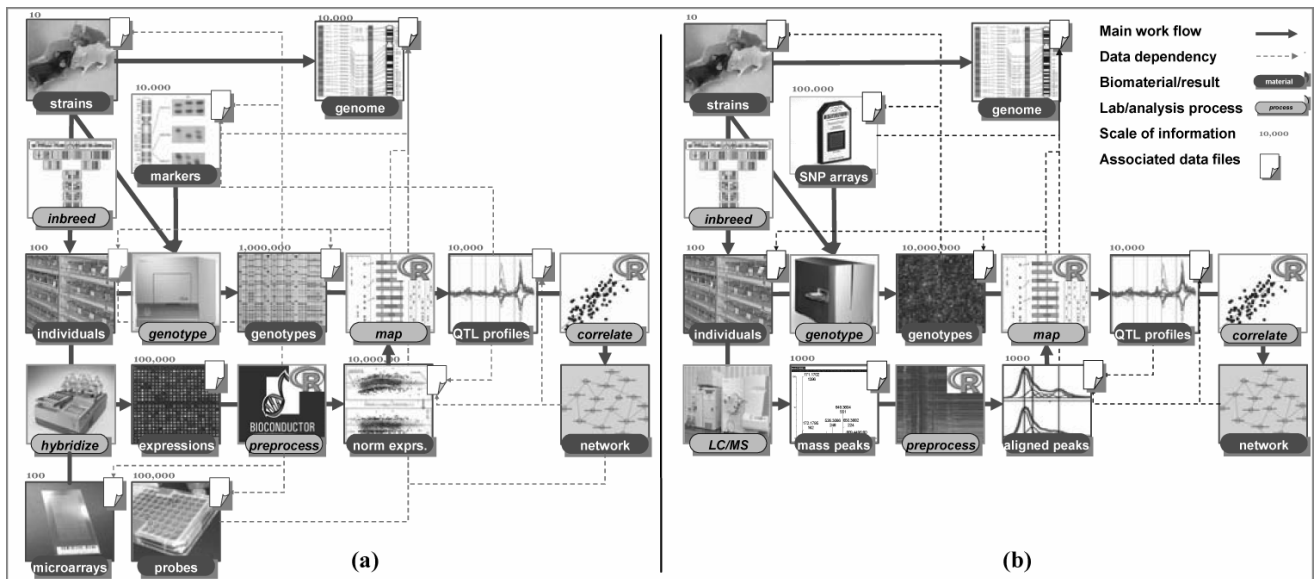 10
10,000
strains
genome
10,000
markers
inbreed
100
1,000,000
10,000
R
individuals
genotype
genotypes
map
QTL profiles
correlate
100,000
10,000,000
R
BIOCONDUCTOR
hybridize
expressions
preprocess
norm exprs.
network
100
100,000
microarrays
probes
(a)
10
strains
genome
100,000
SNP arrays
inbreed
100
10,000,000
10,000
R
individuals
genotype
genotypes
map
QTL profiles
correlate
1000
1000
R
LC/MS
mass peaks
preprocess
aligned peaks
network
(b)
Main work flow
Data dependency
Biomaterial/result
material
Lab/analysis process
process
Scale of information
10,000
Associated data files